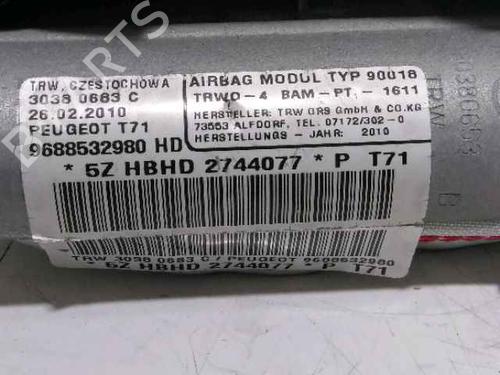 TRW, CZESTOCHOWA
3038 0683 C
26.02.2010
PEUGEOT T71
9688532980 HD
AIRBAG MODUL TYP 90018
TRWO-4 BAM-PT- 1611
HERSTELLER: TRW ORS GmbH & CO.KG
73553 ALFDORF, TEL. 07172/302-0
HERSTELLUNGS - JAHR: 2010
* 5Z HBHD 2744077 * P T71
TRW 3038 0683 C / PEUGEOT 9688532980
* 5Z HBHD 2744077 * P T71
TRW
B